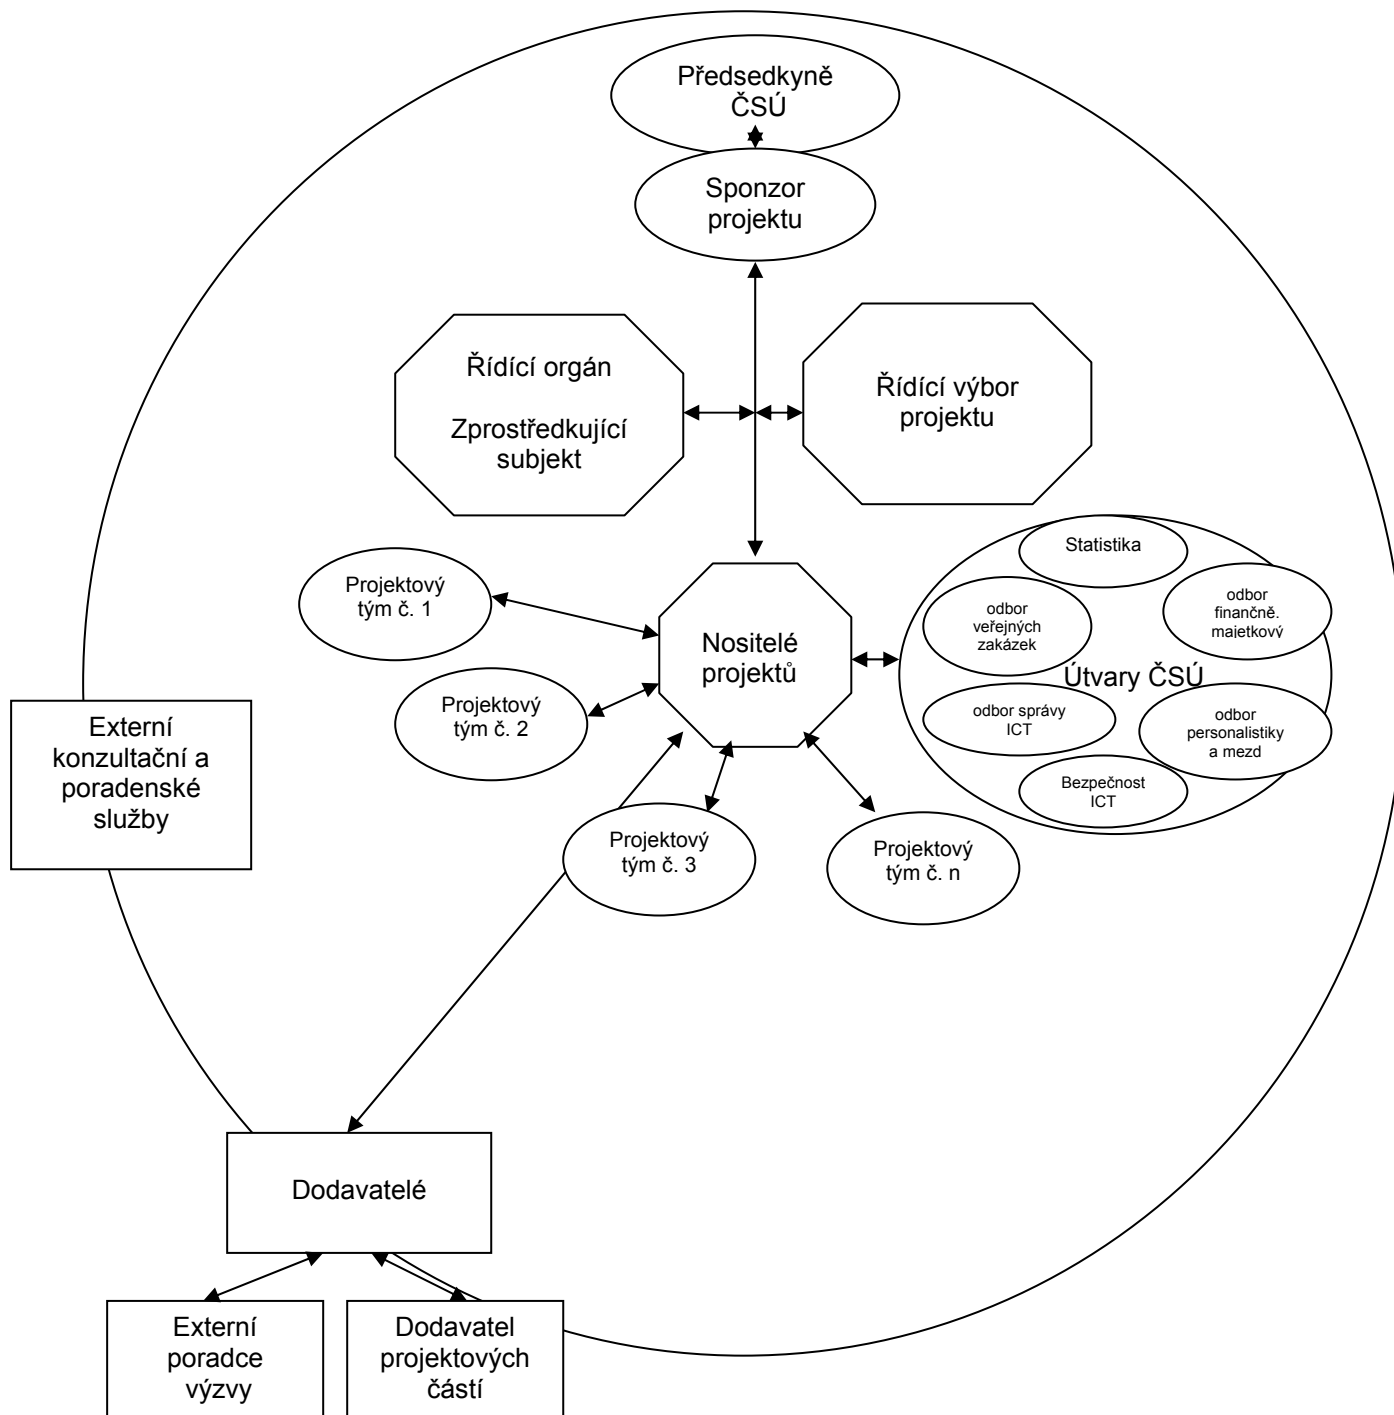 Předsedkyně
ČSÚ
Sponzor
projektu
Řídící orgán
Zprostředkující
subjekt
Řídící výbor
projektu
Statistika
odbor
veřejných
zakázek
odbor
finančně.
majetkový
Útvary ČSÚ
odbor správy
ICT
odbor
personalistiky
a mezd
Bezpečnost
ICT
Projektový
tým č. 1
Nositelé
projektů
Projektový
tým č. 2
Externí
konzultační a
poradenské
služby
Projektový
tým č. 3
Projektový
tým č. n
Dodavatelé
Externí
poradce
výzvy
Dodavatel
projektových
částí